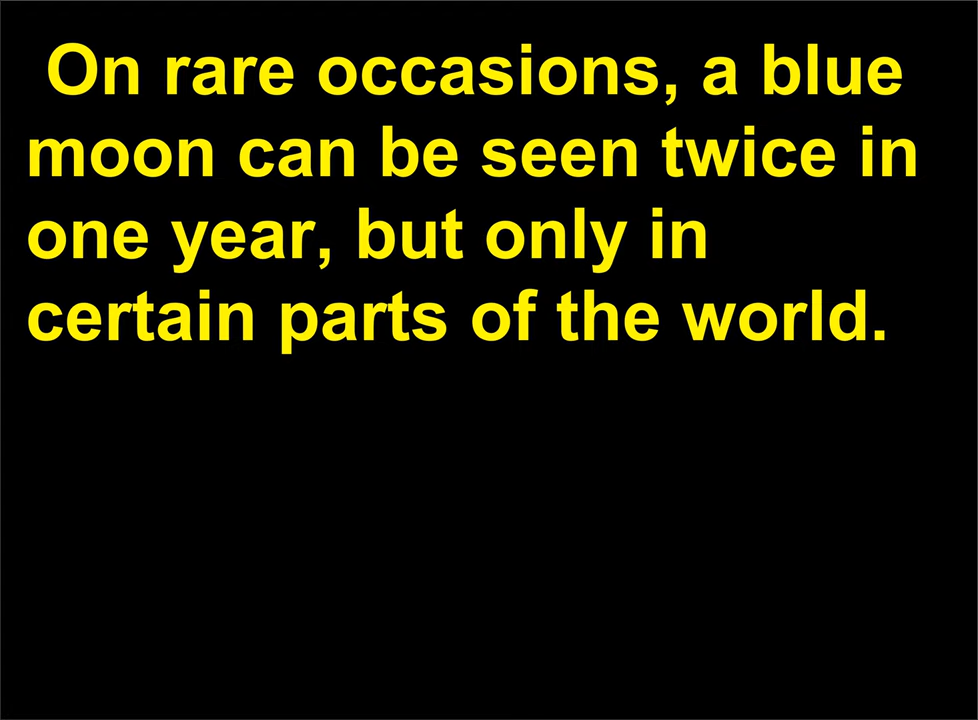 On rare occasions, a blue
moon can be seen twice in
one year, but only in
certain parts of the world.